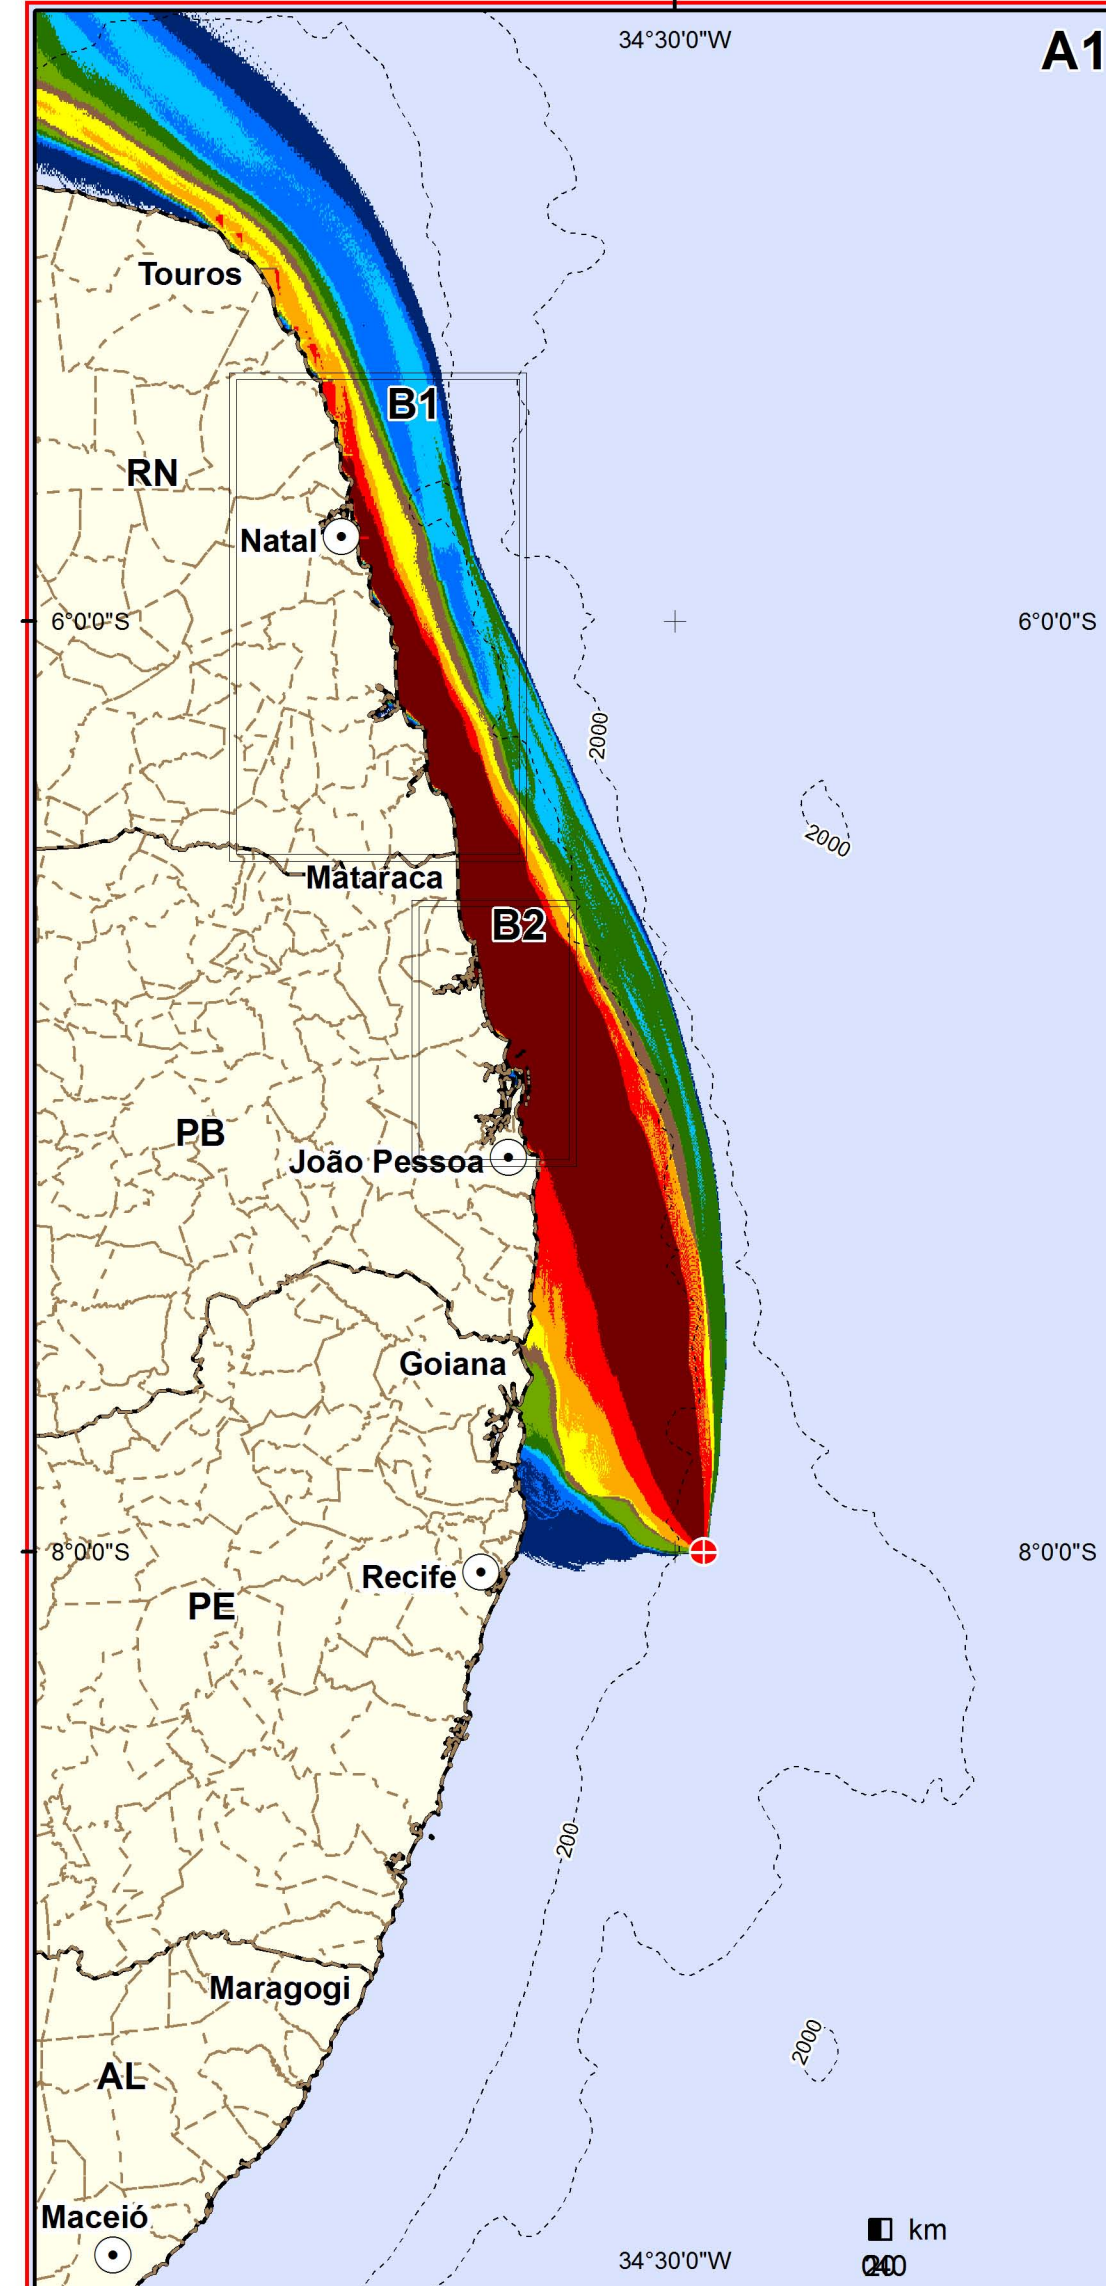 34°30'0"W
A1
Touros
B1
RN
Natal
6°0'0"S
6°0'0"S
2000
2000
Mataraca
B2
PB
João Pessoa
Goiana
8°0'0"S
8°0'0"S
Recife
PE
200
Maragogi
2000
AL
Maceió
km
34°30'0"W